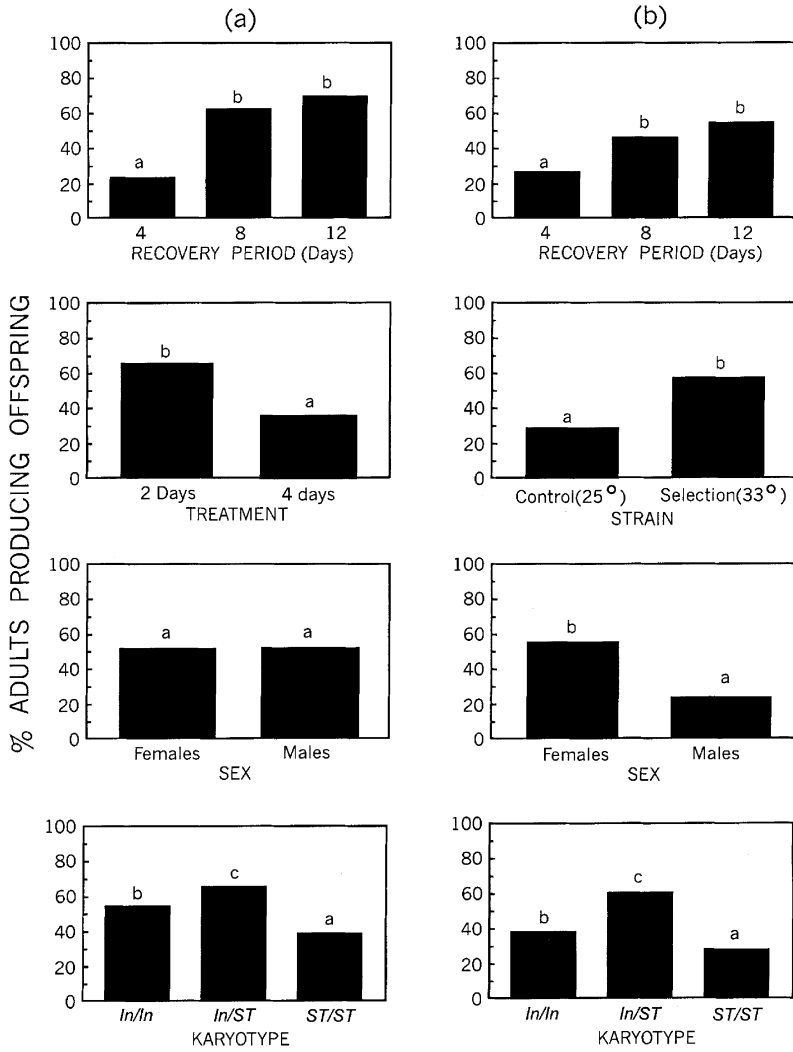 (a) (b)
% ADULTS PRODUCING OFFSPRING
100
80
60
40
20
0
a b b
4 8 12
RECOVERY PERIOD (Days)
100
80
60
40
20
0
a b b
4 8 12
RECOVERY PERIOD (Days)
100
80
60
40
20
0
b a
2 Days 4 days
TREATMENT
100
80
60
40
20
0
a b
Control(25°) Selection(33°)
STRAIN
100
80
60
40
20
0
a a
Females Males
SEX
100
80
60
40
20
0
b a
Females Males
SEX
100
80
60
40
20
0
b c a
In/In In/ST ST/ST
KARYOTYPE
100
80
60
40
20
0
b c a
In/In In/ST ST/ST
KARYOTYPE